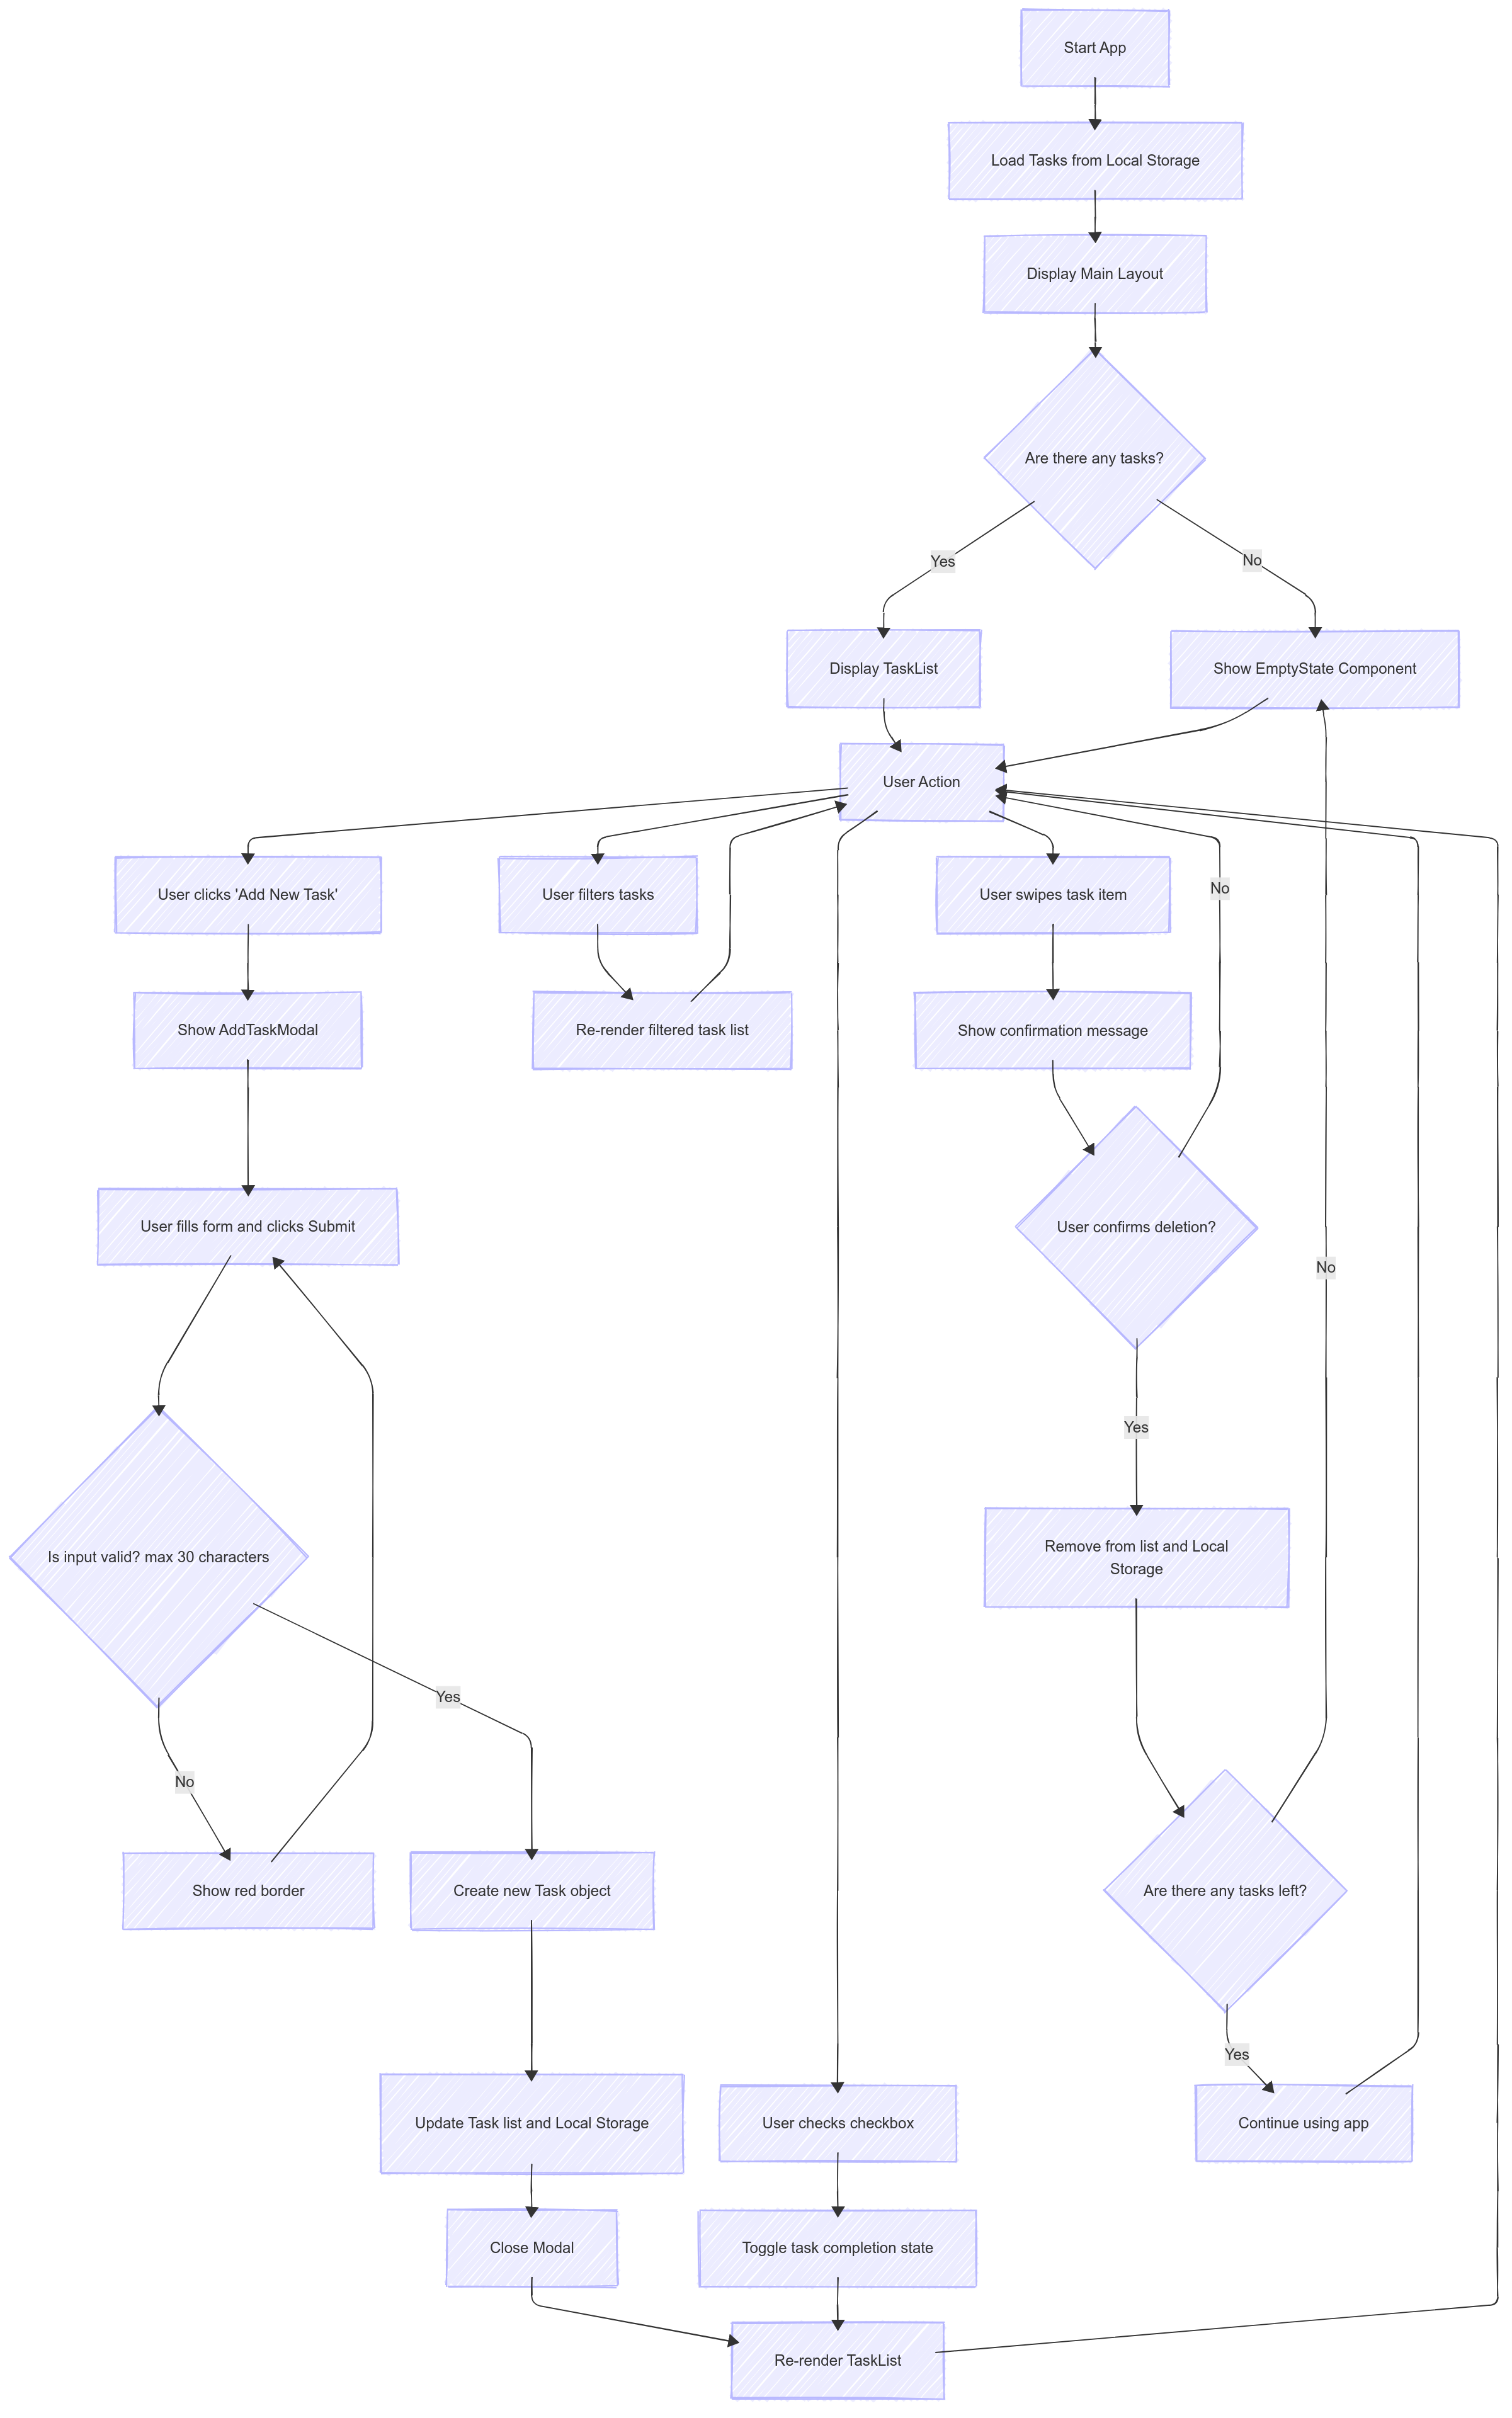 Start App
Load Tasks from Local Storage
Display Main Layout
Are there any tasks?
Yes
No
Display TaskList
Show EmptyState Component
User Action
User clicks 'Add New Task'
User filters tasks
User swipes task item
No
Show AddTaskModal
Re-render filtered task list
Show confirmation message
User fills form and clicks Submit
User confirms deletion?
No
Yes
Is input valid? max 30 characters
Remove from list and Local
Storage
Yes
No
Show red border
Create new Task object
Are there any tasks left?
Yes
Update Task list and Local Storage
User checks checkbox
Continue using app
Close Modal
Toggle task completion state
Re-render TaskList